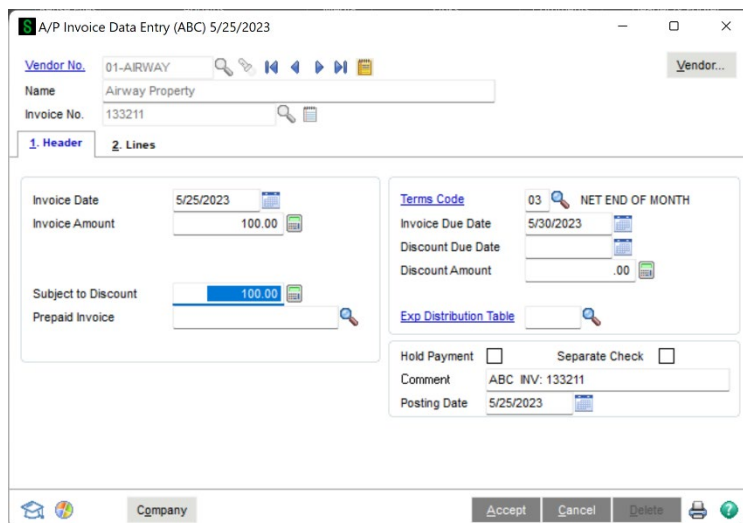 A/P Invoice Data Entry (ABC) 5/25/2023
Vendor No. 01-AIRWAY Vendor...
Name Airway Property
Invoice No. 133211
1. Header 2. Lines
Invoice Date 5/25/2023 Terms Code 03 NET END OF MONTH
Invoice Amount 100.00 Invoice Due Date 5/30/2023
Discount Due Date
Discount Amount .00
Subject to Discount 100.00
Prepaid Invoice Exp Distribution Table
Hold Payment Separate Check
Comment ABC INV: 133211
Posting Date 5/25/2023
Company Accept Cancel Delete